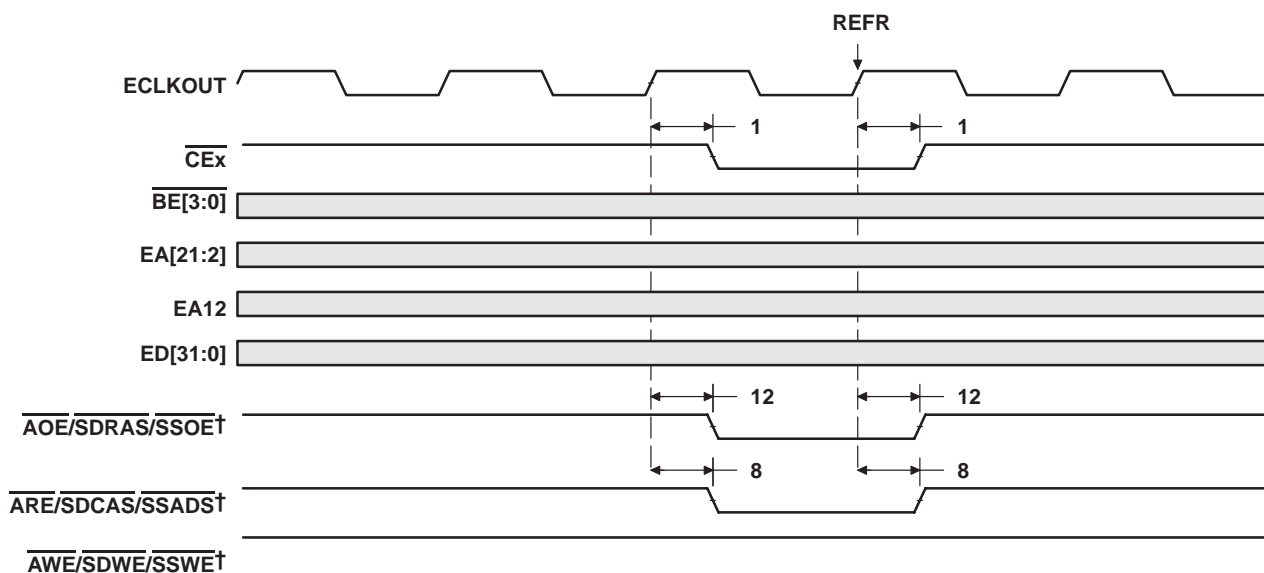 REFR
ECLKOUT
1 1
CEx
BE[3:0]
EA[21:2]
EA12
ED[31:0]
12 12
AOE/SDRAS/SSOE†
8 8
ARE/SDCAS/SSADS†
AWE/SDWE/SSWE†